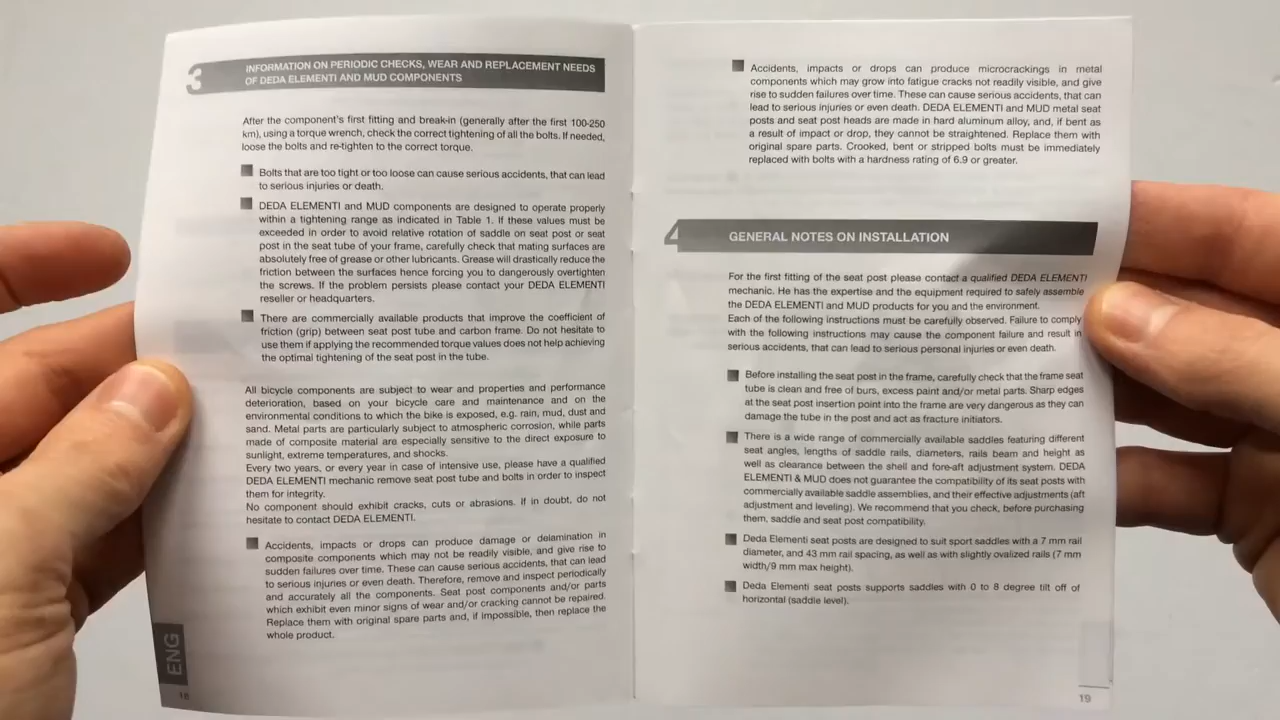 3
INFORMATION ON PERIODIC CHECKS, WEAR AND REPLACEMENT NEEDS
OF DEDA ELEMENTI AND MUD COMPONENTS
After the component's first fitting and break-in (generally after the first 100-250
km), using a torque wrench, check the correct tightening of all the bolts. If needed,
loose the bolts and re-tighten to the correct torque.
Bolts that are too tight or too loose can cause serious accidents, that can lead
to serious injuries or death.
DEDA ELEMENTI and MUD components are designed to operate properly
within a tightening range as indicated in Table 1. If these values must be
exceeded in order to avoid relative rotation of saddle on seat post or seat
post in the seat tube of your frame, carefully check that mating surfaces are
absolutely free of grease or other lubricants. Grease will drastically reduce the
friction between the surfaces hence forcing you to dangerously overtighten
the screws. If the problem persists please contact your DEDA ELEMENTI
reseller or headquarters.
There are commercially available products that improve the coefficient of
friction (grip) between seat post tube and carbon frame. Do not hesitate to
use them if applying the recommended torque values does not help achieving
the optimal tightening of the seat post in the tube.
All bicycle components are subject to wear and properties and performance
deterioration, based on your bicycle care and maintenance and on the
environmental conditions to which the bike is exposed, e.g. rain, mud, dust and
sand. Metal parts are particularly subject to atmospheric corrosion, while parts
made of composite material are especially sensitive to the direct exposure to
sunlight, extreme temperatures, and shocks.
Every two years, or every year in case of intensive use, please have a qualified
DEDA ELEMENTI mechanic remove seat post tube and bolts in order to inspect
them for integrity.
No component should exhibit cracks, cuts or abrasions. If in doubt, do not
hesitate to contact DEDA ELEMENTI.
Accidents, impacts or drops can produce damage or delamination in
composite components which may not be readily visible, and give rise to
sudden failures over time. These can cause serious accidents, that can lead
to serious injuries or even death. Therefore, remove and inspect periodically
and accurately all the components. Seat post components and/or parts
which exhibit even minor signs of wear and/or cracking cannot be repaired.
Replace them with original spare parts and, if impossible, then replace the
whole product.
ENG
18
Accidents, impacts or drops can produce microcrackings in metal
components which may grow into fatigue cracks not readily visible, and give
rise to sudden failures over time. These can cause serious accidents, that can
lead to serious injuries or even death. DEDA ELEMENTI and MUD metal seat
posts and seat post heads are made in hard aluminum alloy, and, if bent as
a result of impact or drop, they cannot be straightened. Replace them with
original spare parts. Crooked, bent or stripped bolts must be immediately
replaced with bolts with a hardness rating of 6.9 or greater.
4
GENERAL NOTES ON INSTALLATION
For the first fitting of the seat post please contact a qualified DEDA ELEMENTI
mechanic. He has the expertise and the equipment required to safely assemble
the DEDA ELEMENTI and MUD products for you and the environment.
Each of the following instructions must be carefully observed. Failure to comply
with the following instructions may cause the component failure and result in
serious accidents, that can lead to serious personal injuries or even death.
Before installing the seat post in the frame, carefully check that the frame seat
tube is clean and free of burs, excess paint and/or metal parts. Sharp edges
at the seat post insertion point into the frame are very dangerous as they can
damage the tube in the post and act as fracture initiators.
There is a wide range of commercially available saddles featuring different
seat angles, lengths of saddle rails, diameters, rails beam and height as
well as clearance between the shell and fore-aft adjustment system. DEDA
ELEMENTI & MUD does not guarantee the compatibility of its seat posts with
commercially available saddle assemblies, and their effective adjustments (aft
adjustment and leveling). We recommend that you check, before purchasing
them, saddle and seat post compatibility.
Deda Elementi seat posts are designed to suit sport saddles with a 7 mm rail
diameter, and 43 mm rail spacing, as well as with slightly ovalized rails (7 mm
width/9 mm max height).
Deda Elementi seat posts supports saddles with 0 to 8 degree tilt off of
horizontal (saddle level).
19